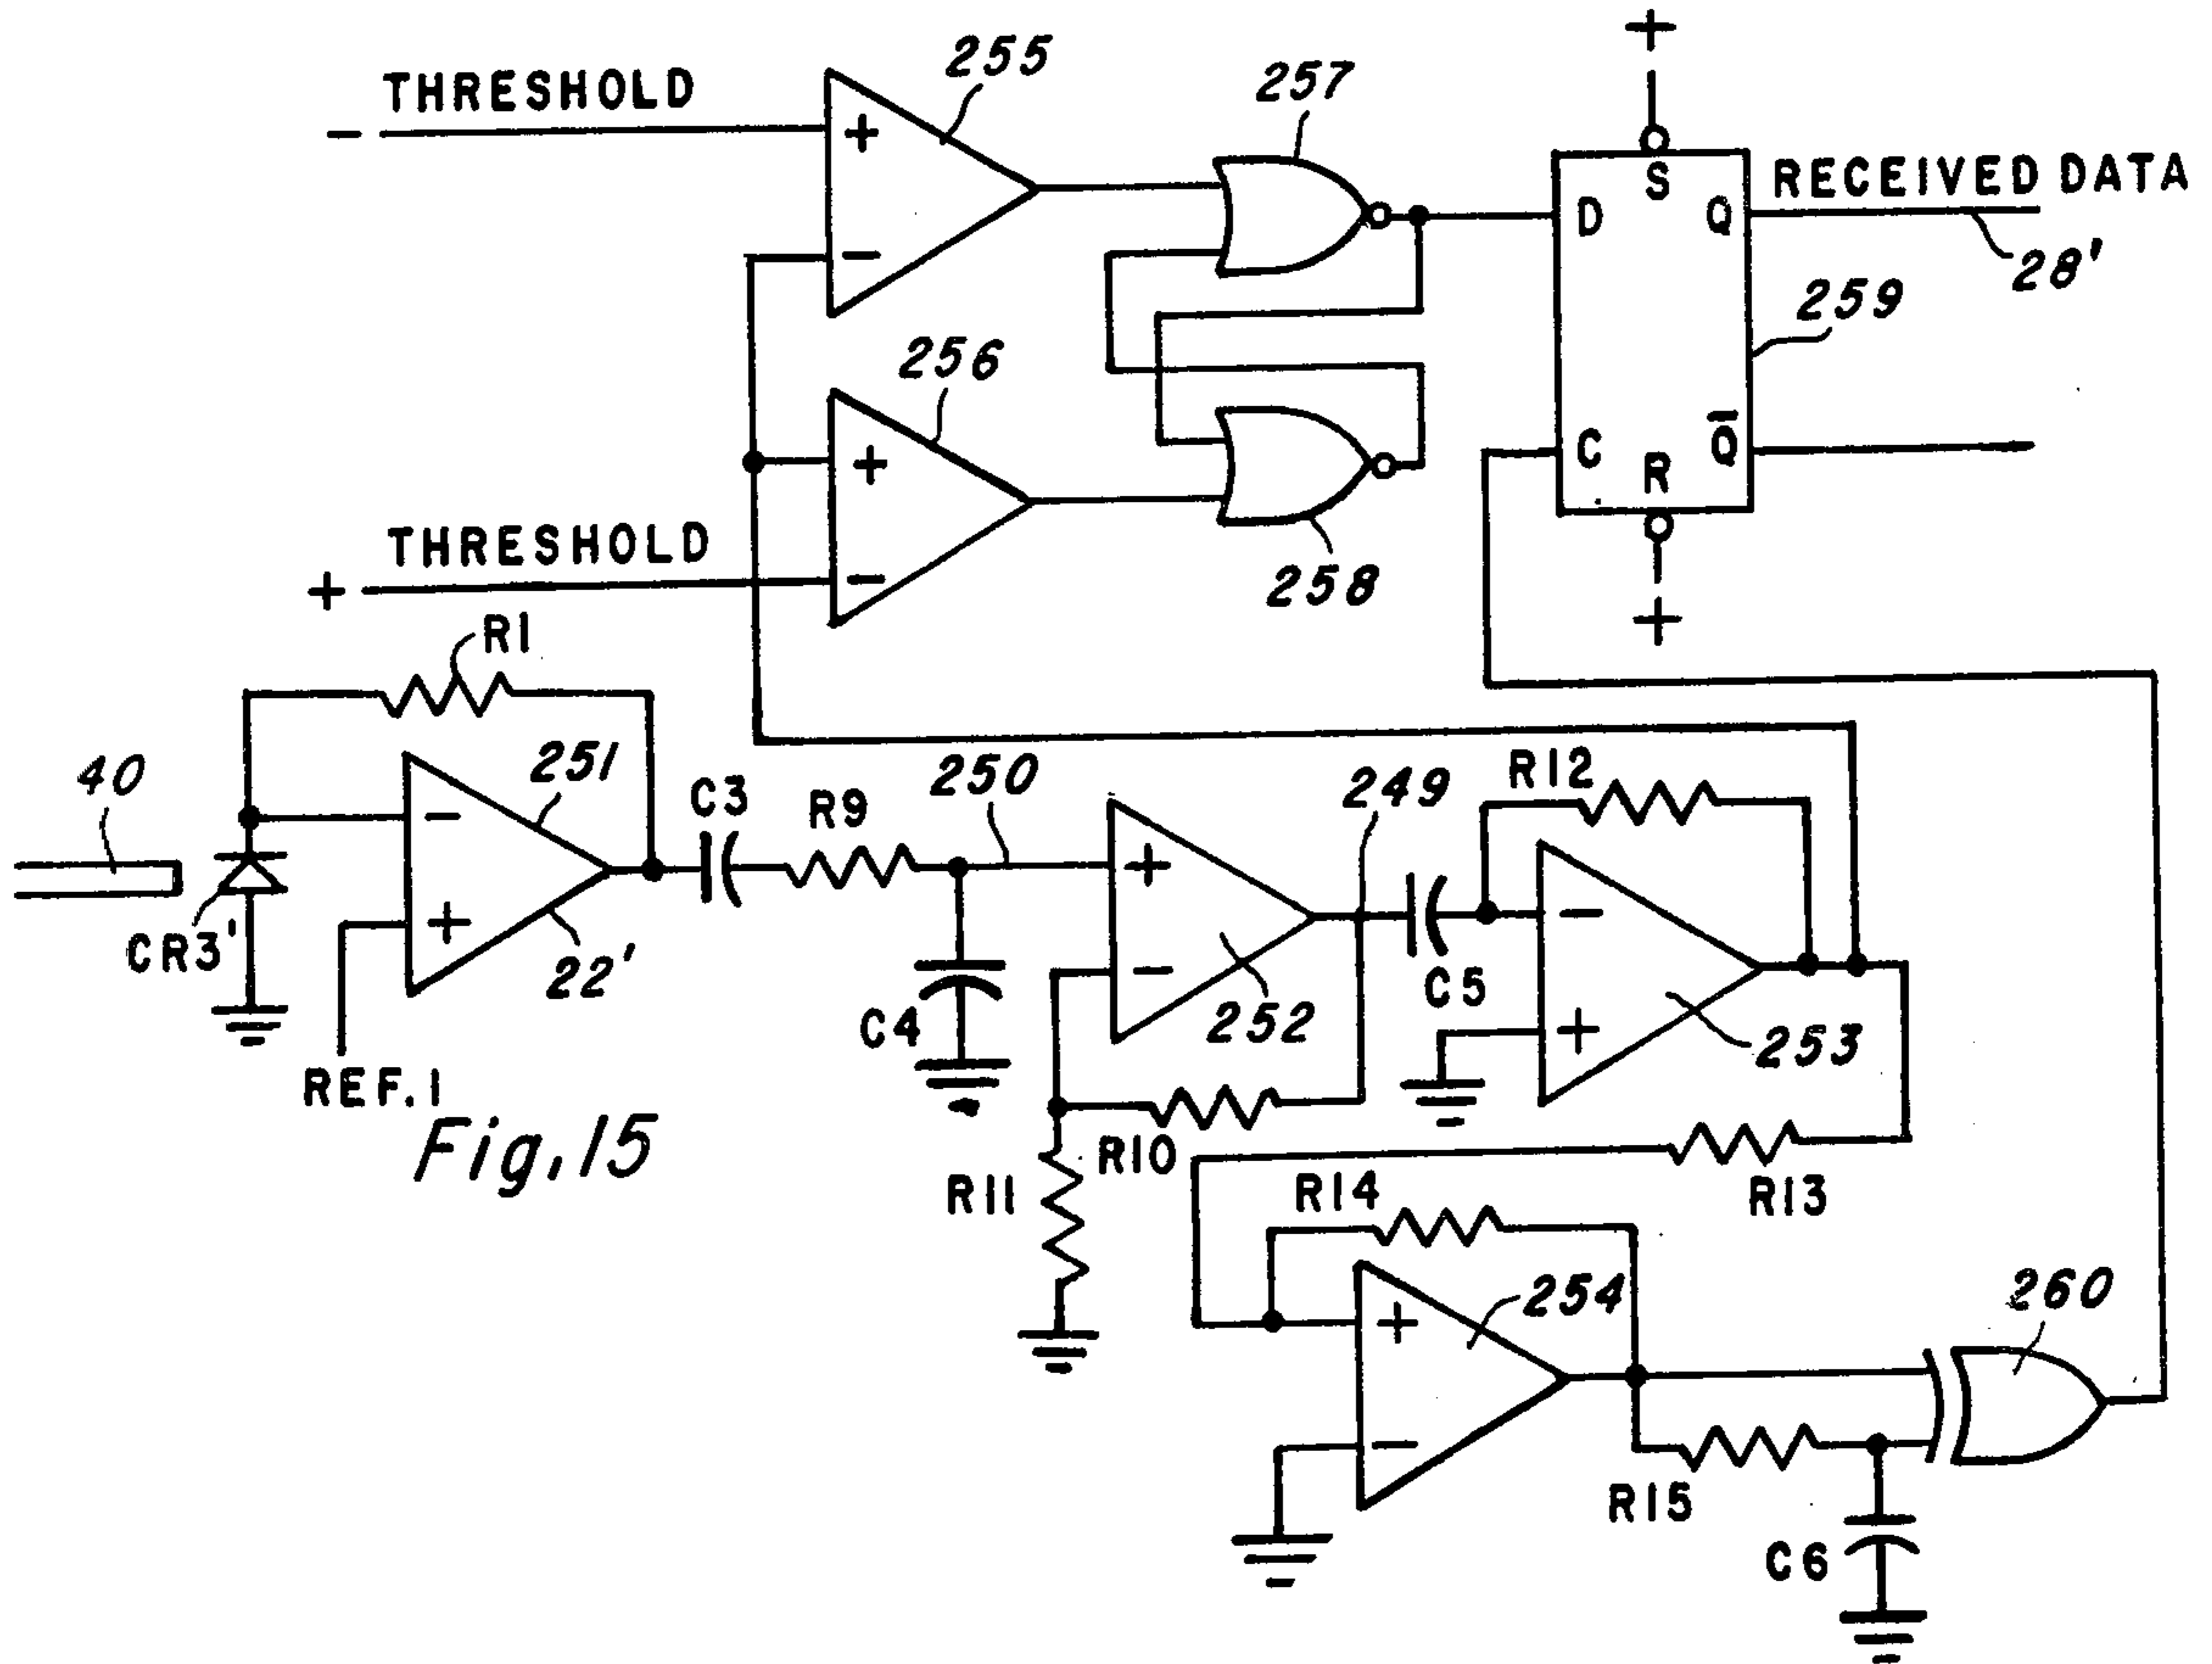 +
255
257
THRESHOLD
-
+
S
RECEIVED DATA
D
Q
-
28'
259
256
+
C
Q̅
R
THRESHOLD
+
-
258
+
R1
251
40
C3
R9
250
249
R12
-
+
+
-
-
CR3'
22'
C4
252
C5
+
253
REF.1
Fig.15
R10
R11
R14
R13
254
260
+
-
R15
C6